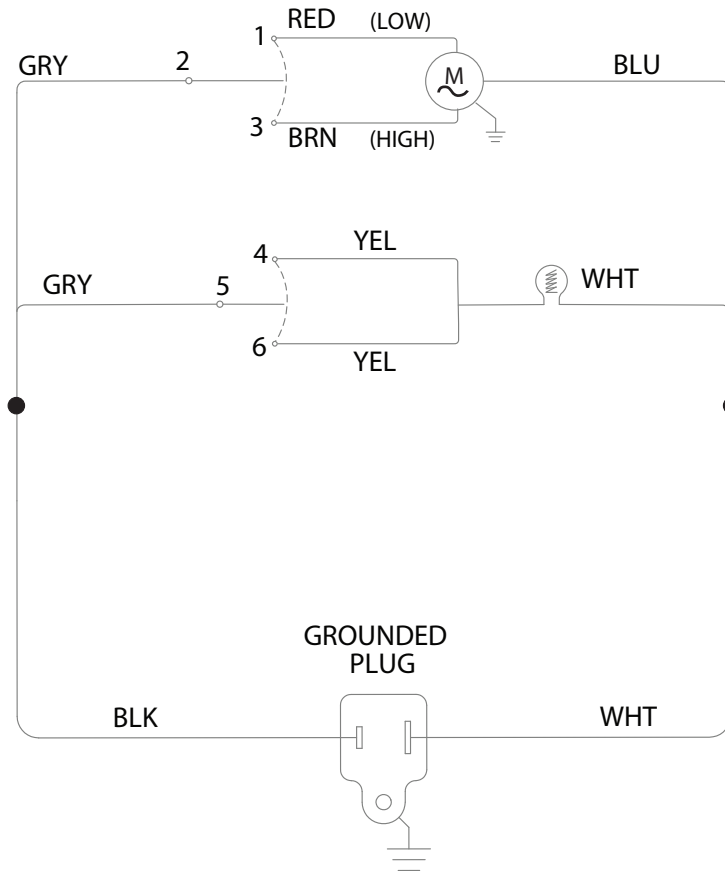 1 RED (LOW)
GRY 2 M BLU
3 BRN (HIGH)
4 YEL
GRY 5 WHT
6 YEL
GROUNDED
PLUG
BLK WHT